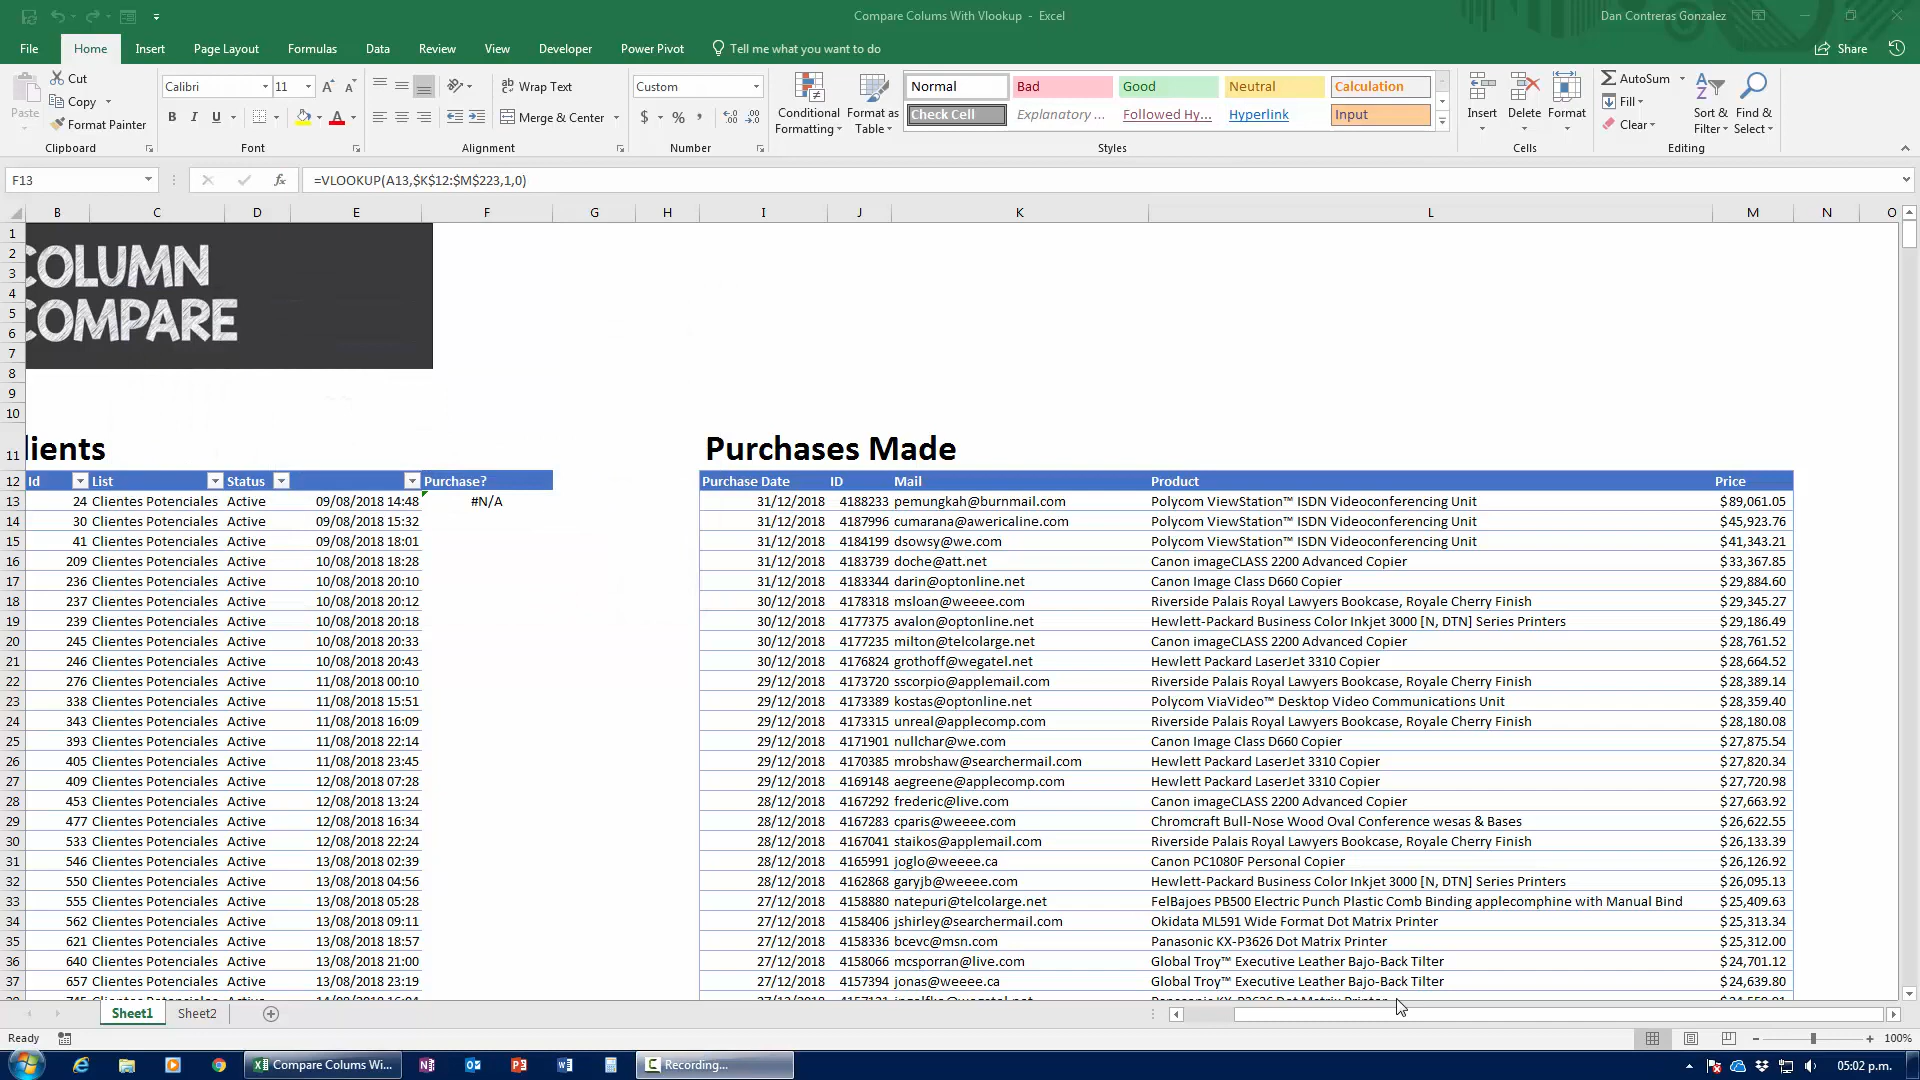 Compare Colums With Vlookup - Excel
Dan Contreras Gonzalez
File Home Insert Page Layout Formulas Data Review View Developer Power Pivot Tell me what you want to do Share
Paste Cut Copy Format Painter Clipboard
Calibri 11 B I U A Font
Wrap Text Merge & Center Alignment
Custom $ % , Number
Conditional Formatting Format as Table
Normal Bad Good Neutral Calculation
Check Cell Explanatory ... Followed Hy... Hyperlink Input
Styles
Insert Delete Format Cells
AutoSum Fill Clear Sort & Filter Find & Select Editing
F13 fx =VLOOKUP(A13,$K$12:$M$223,1,0)
B C D E F G H I J K L M N O
1
2
3
4
5
6
7
8
9
10
COLUMN
COMPARE
11 lients Purchases Made
12 Id List Status Purchase? Purchase Date ID Mail Product Price
13 24 Clientes Potenciales Active 09/08/2018 14:48 #N/A 31/12/2018 4188233 pemungkah@burnmail.com Polycom ViewStation™ ISDN Videoconferencing Unit $89,061.05
14 30 Clientes Potenciales Active 09/08/2018 15:32 31/12/2018 4187996 cumarana@awericaline.com Polycom ViewStation™ ISDN Videoconferencing Unit $45,923.76
15 41 Clientes Potenciales Active 09/08/2018 18:01 31/12/2018 4184199 dsowsy@we.com Polycom ViewStation™ ISDN Videoconferencing Unit $41,343.21
16 209 Clientes Potenciales Active 10/08/2018 18:28 31/12/2018 4183739 doche@att.net Canon imageCLASS 2200 Advanced Copier $33,367.85
17 236 Clientes Potenciales Active 10/08/2018 20:10 31/12/2018 4183344 darin@optonline.net Canon Image Class D660 Copier $29,884.60
18 237 Clientes Potenciales Active 10/08/2018 20:12 30/12/2018 4178318 msloan@weeee.com Riverside Palais Royal Lawyers Bookcase, Royale Cherry Finish $29,345.27
19 239 Clientes Potenciales Active 10/08/2018 20:18 30/12/2018 4177375 avalon@optonline.net Hewlett-Packard Business Color Inkjet 3000 [N, DTN] Series Printers $29,186.49
20 245 Clientes Potenciales Active 10/08/2018 20:33 30/12/2018 4177235 milton@telcolarge.net Canon imageCLASS 2200 Advanced Copier $28,761.52
21 246 Clientes Potenciales Active 10/08/2018 20:43 30/12/2018 4176824 grothoff@wegatel.net Hewlett Packard LaserJet 3310 Copier $28,664.52
22 276 Clientes Potenciales Active 11/08/2018 00:10 29/12/2018 4173720 sscorpio@applemail.com Riverside Palais Royal Lawyers Bookcase, Royale Cherry Finish $28,389.14
23 338 Clientes Potenciales Active 11/08/2018 15:51 29/12/2018 4173389 kostas@optonline.net Polycom ViaVideo™ Desktop Video Communications Unit $28,359.40
24 343 Clientes Potenciales Active 11/08/2018 16:09 29/12/2018 4173315 unreal@applecomp.com Riverside Palais Royal Lawyers Bookcase, Royale Cherry Finish $28,180.08
25 393 Clientes Potenciales Active 11/08/2018 22:14 29/12/2018 4171901 nullchar@we.com Canon Image Class D660 Copier $27,875.54
26 405 Clientes Potenciales Active 11/08/2018 23:45 29/12/2018 4170385 mrobshaw@searchermail.com Hewlett Packard LaserJet 3310 Copier $27,820.34
27 409 Clientes Potenciales Active 12/08/2018 07:28 29/12/2018 4169148 aegreene@applecomp.com Hewlett Packard LaserJet 3310 Copier $27,720.98
28 453 Clientes Potenciales Active 12/08/2018 13:24 28/12/2018 4167292 frederic@live.com Canon imageCLASS 2200 Advanced Copier $27,663.92
29 477 Clientes Potenciales Active 12/08/2018 16:34 28/12/2018 4167283 cparis@weeee.com Chromcraft Bull-Nose Wood Oval Conference wesas & Bases $26,622.55
30 533 Clientes Potenciales Active 12/08/2018 22:24 28/12/2018 4167041 staikos@applemail.com Riverside Palais Royal Lawyers Bookcase, Royale Cherry Finish $26,133.39
31 546 Clientes Potenciales Active 13/08/2018 02:39 28/12/2018 4165991 joglo@weeee.ca Canon PC1080F Personal Copier $26,126.92
32 550 Clientes Potenciales Active 13/08/2018 04:56 28/12/2018 4162868 garyjb@weeee.com Hewlett-Packard Business Color Inkjet 3000 [N, DTN] Series Printers $26,095.13
33 555 Clientes Potenciales Active 13/08/2018 05:28 27/12/2018 4158880 natepuri@telcolarge.net FelBajoes PB500 Electric Punch Plastic Comb Binding applecomphine with Manual Bind $25,409.63
34 562 Clientes Potenciales Active 13/08/2018 09:11 27/12/2018 4158406 jshirley@searchermail.com Okidata ML591 Wide Format Dot Matrix Printer $25,313.34
35 621 Clientes Potenciales Active 13/08/2018 18:57 27/12/2018 4158336 bcevc@msn.com Panasonic KX-P3626 Dot Matrix Printer $25,312.00
36 640 Clientes Potenciales Active 13/08/2018 21:00 27/12/2018 4158066 mcsporran@live.com Global Troy™ Executive Leather Bajo-Back Tilter $24,701.12
37 657 Clientes Potenciales Active 13/08/2018 23:19 27/12/2018 4157394 jonas@weeee.ca Global Troy™ Executive Leather Bajo-Back Tilter $24,639.80
Sheet1 Sheet2
Ready 100%
Compare Colums Wi... Recording... 05:02 p.m.